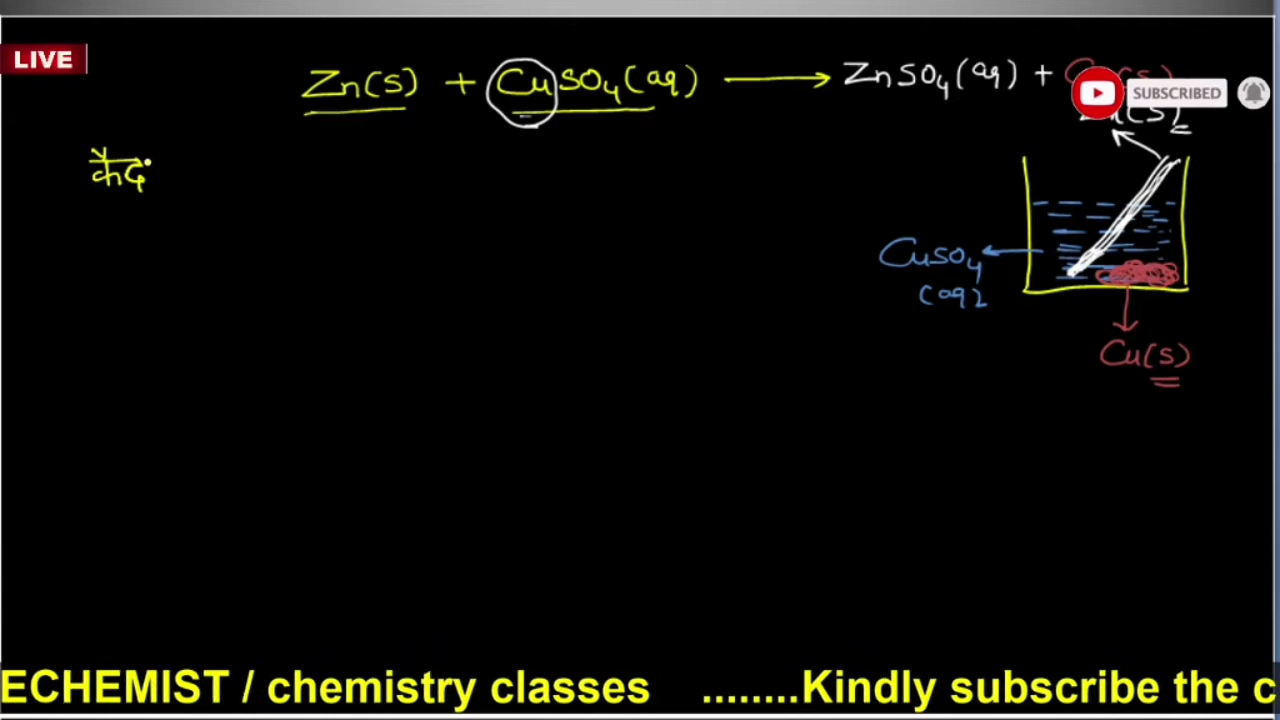 LIVE
Zn(s) + CuSO4(aq) ⟶ ZnSO4(aq) +
SUBSCRIBED
CuSO4
(aq)
Cu(s)
ECHEMIST / chemistry classes ........Kindly subscribe the c